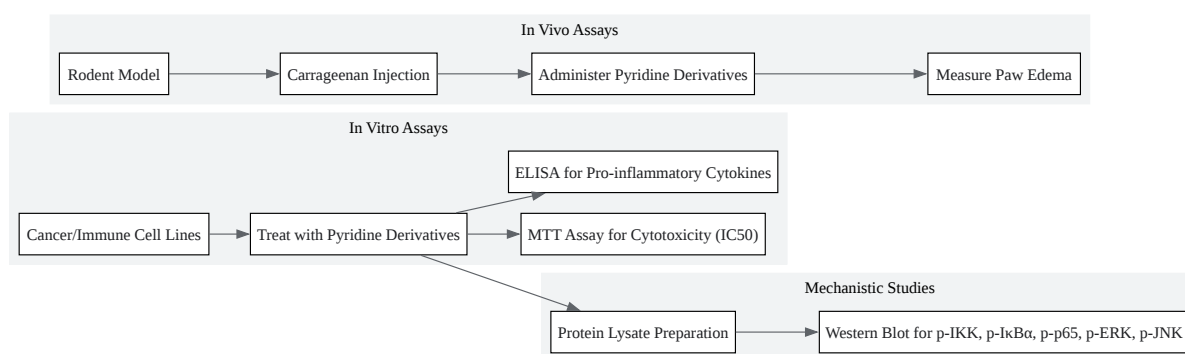 In Vivo Assays
Rodent Model
Carrageenan Injection
Administer Pyridine Derivatives
Measure Paw Edema
In Vitro Assays
ELISA for Pro-inflammatory Cytokines
Cancer/Immune Cell Lines
Treat with Pyridine Derivatives
MTT Assay for Cytotoxicity (IC50)
Mechanistic Studies
Protein Lysate Preparation
Western Blot for p-IKK, p-IκBα, p-p65, p-ERK, p-JNK